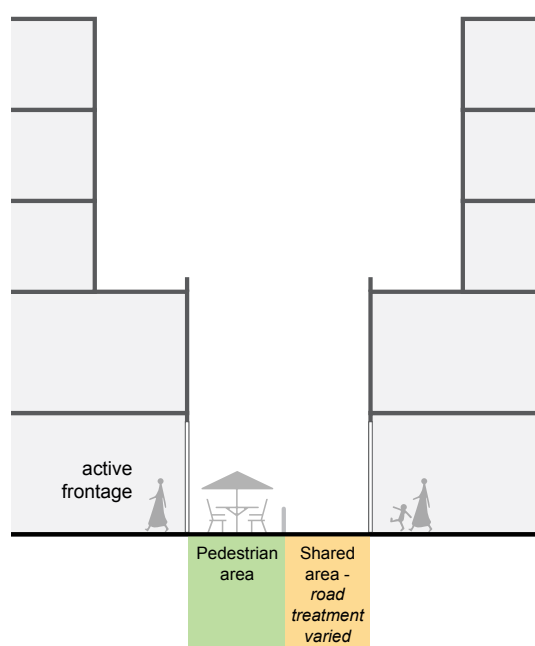 active
frontage
Pedestrian
area
Shared
area -
road
treatment
varied